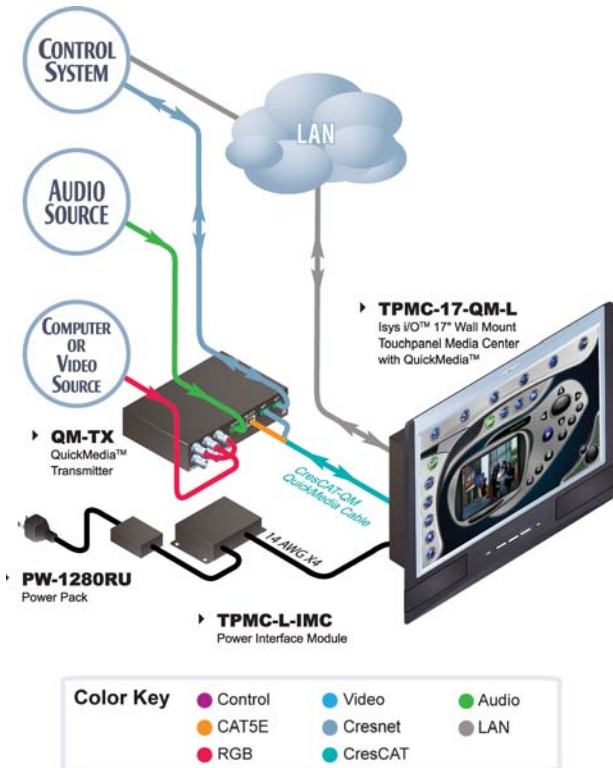 CONTROL
SYSTEM
LAN
AUDIO
SOURCE
TPMC-17-QM-L
Isys i/O™ 17" Wall Mount
Touchpanel Media Center
with QuickMedia™
COMPUTER
OR
VIDEO
SOURCE
QM-TX
QuickMedia™
Transmitter
CresCAT-QM
QuickMedia Cable
14 AWG X4
PW-1280RU
Power Pack
TPMC-L-IMC
Power Interface Module
Color Key
Control
Video
Audio
CAT5E
Cresnet
LAN
RGB
CresCAT